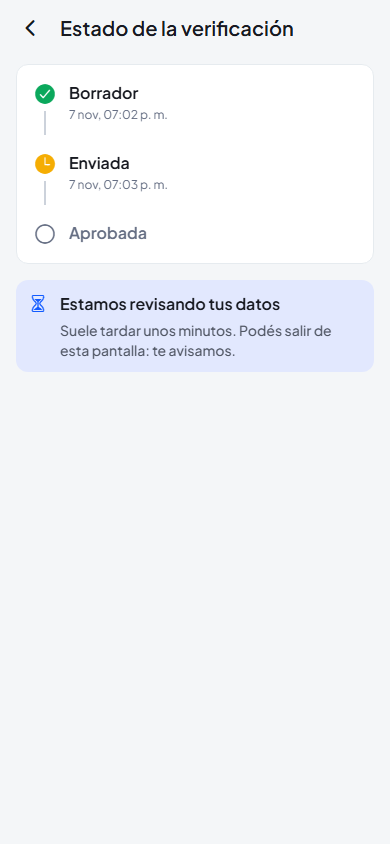 Estado de la verificación
Borrador
7 nov, 07:02 p. m.
Enviada
7 nov, 07:03 p. m.
Aprobada
Estamos revisando tus datos
Suele tardar unos minutos. Podés salir de
esta pantalla: te avisamos.